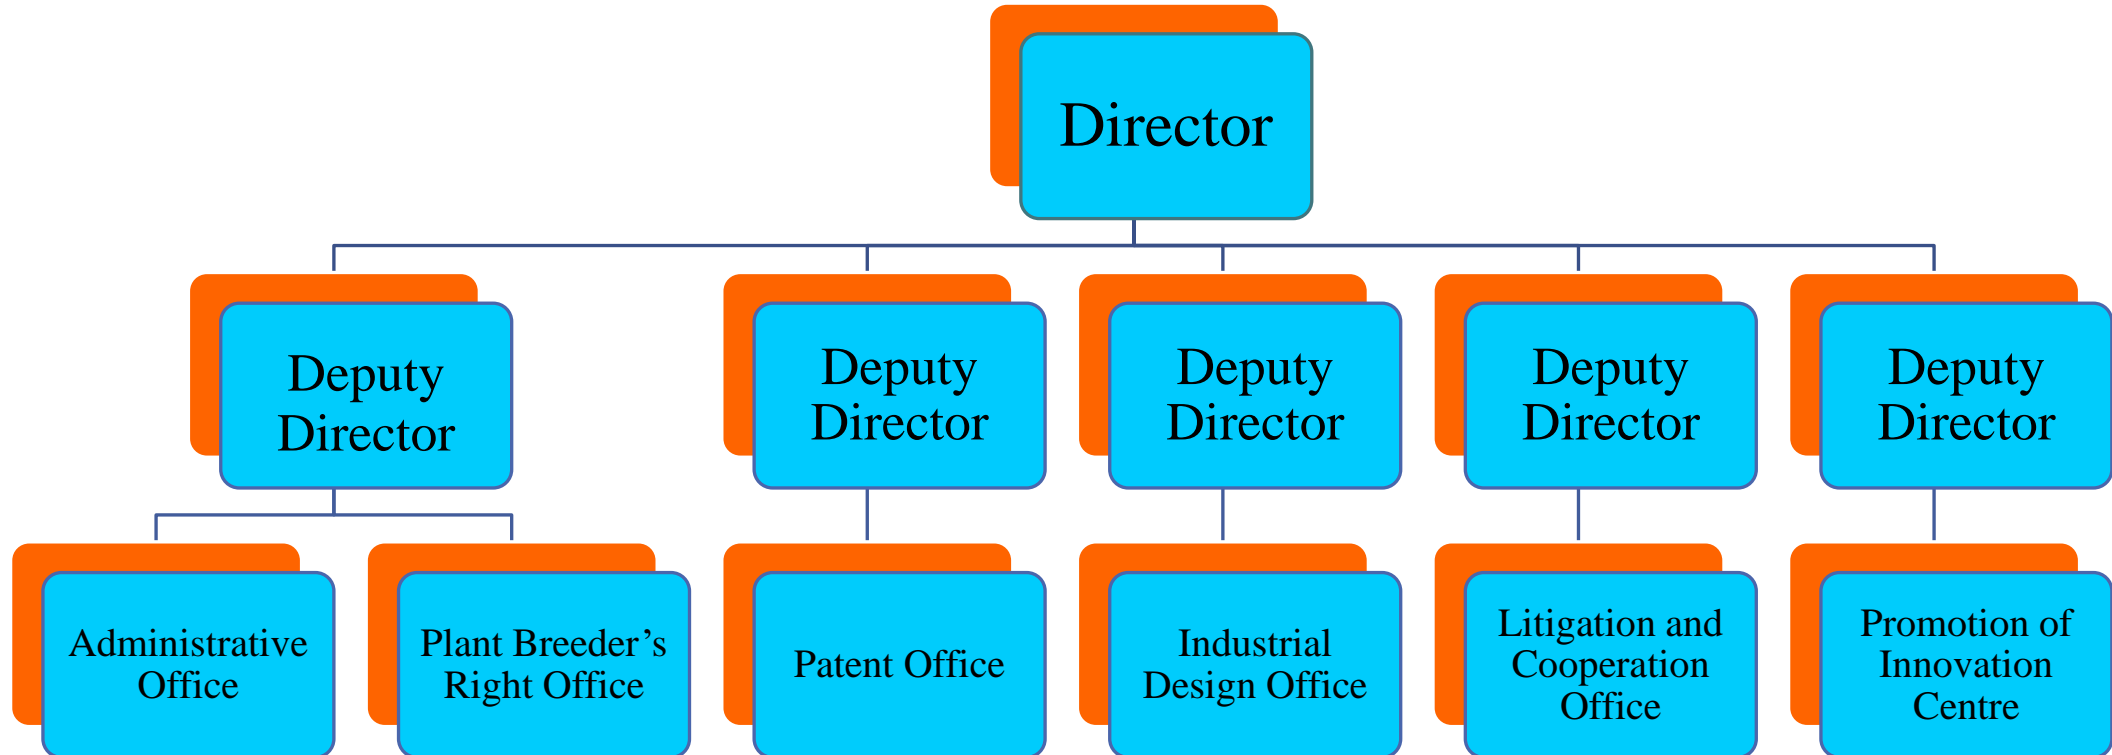 Director
Deputy
Director
Deputy
Director
Deputy
Director
Deputy
Director
Deputy
Director
Administrative
Office
Plant Breeder’s
Right Office
Patent Office
Industrial
Design Office
Litigation and
Cooperation
Office
Promotion of
Innovation
Centre